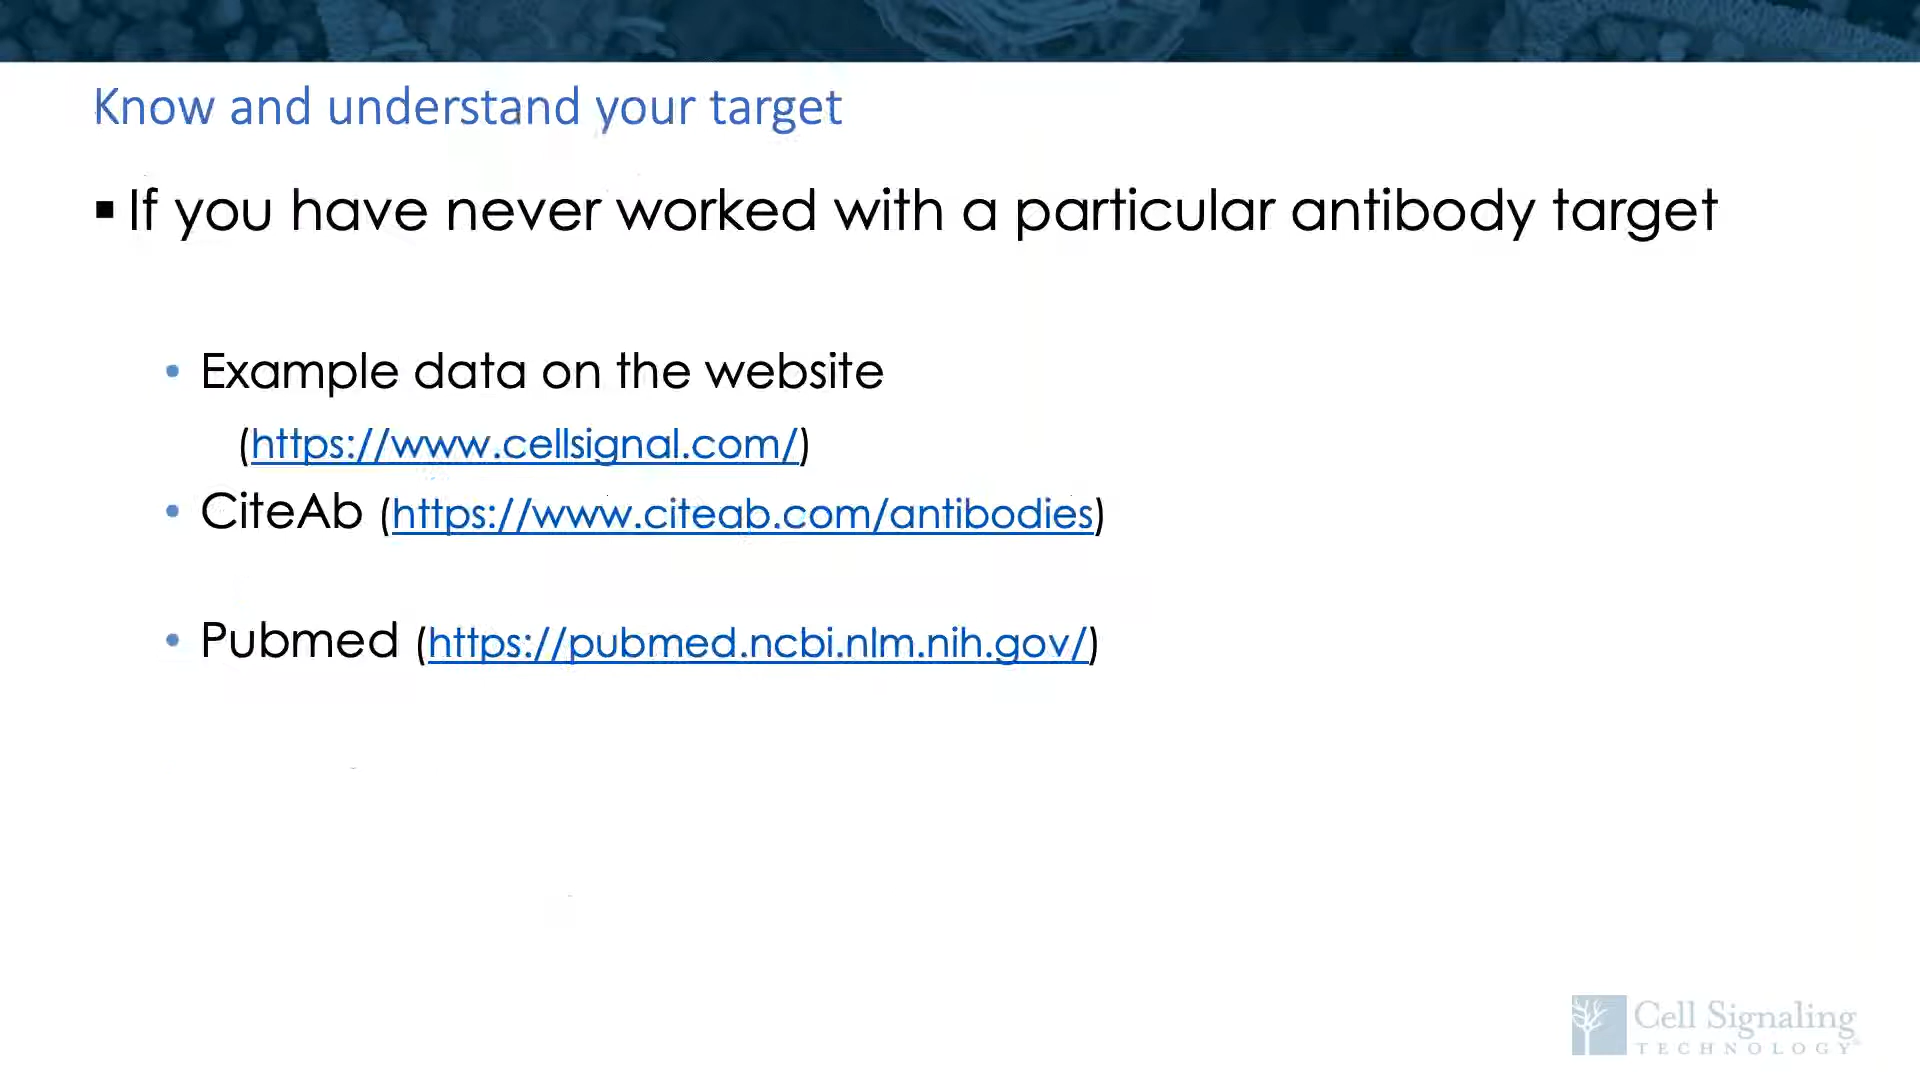 Know and understand your target
▪ If you have never worked with a particular antibody target
• Example data on the website
(https://www.cellsignal.com/)
• CiteAb (https://www.citeab.com/antibodies)
• Pubmed (https://pubmed.ncbi.nlm.nih.gov/)
Cell Signaling
TECHNOLOGY®